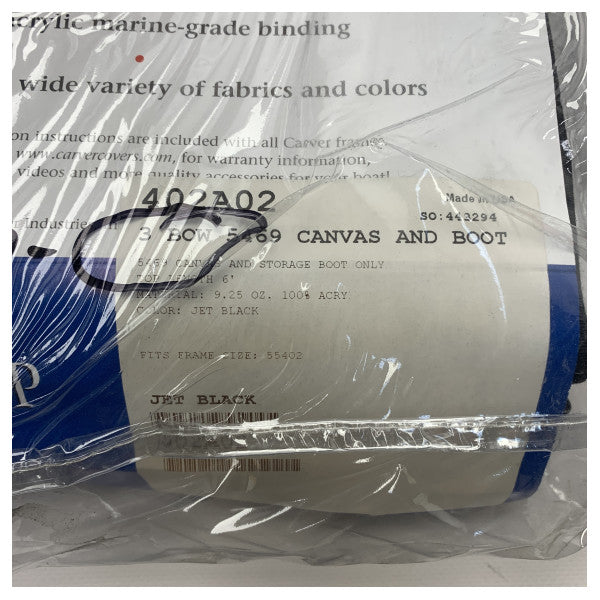 acrylic marine-grade binding
wide variety of fabrics and colors
on instructions are included with all Carver frames.
www.carvercovers.com, for warranty information,
videos and more quality accessories for your boat!
402A02
Made in USA
SO:443294
3 BOW 5469 CANVAS AND BOOT
5469 CANVAS AND STORAGE BOOT ONLY
TOP LENGTH 6'
MATERIAL: 9.25 OZ. 100% ACRY.
COLOR: JET BLACK
FITS FRAME SIZE: 55402
JET BLACK